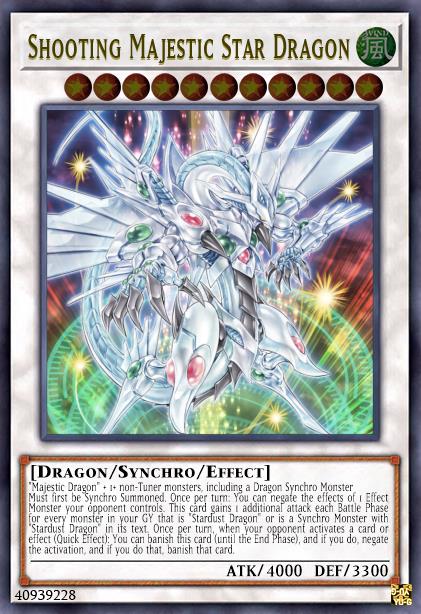 SHOOTING MAJESTIC STAR DRAGON
WIND
風
[DRAGON/SYNCHRO/EFFECT]
"Majestic Dragon" + 1+ non-Tuner monsters, including a Dragon Synchro Monster
Must first be Synchro Summoned. Once per turn: You can negate the effects of 1 Effect
Monster your opponent controls. This card gains 1 additional attack each Battle Phase
for every monster in your GY that is "Stardust Dragon" or is a Synchro Monster with
"Stardust Dragon" in its text. Once per turn, when your opponent activates a card or
effect (Quick Effect): You can banish this card (until the End Phase), and if you do, negate
the activation, and if you do that, banish that card.
ATK/4000 DEF/3300
40939228